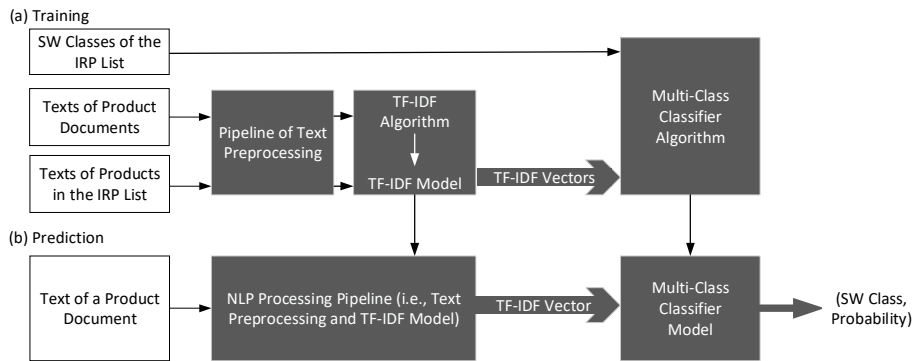 (a) Training
SW Classes of the
IRP List
Texts of Product
Documents
Texts of Products
in the IRP List
Pipeline of Text
Preprocessing
TF-IDF
Algorithm
TF-IDF Model
TF-IDF Vectors
Multi-Class
Classifier
Algorithm
(b) Prediction
Text of a Product
Document
NLP Processing Pipeline (i.e., Text
Preprocessing and TF-IDF Model)
TF-IDF Vector
Multi-Class
Classifier
Model
(SW Class,
Probability)